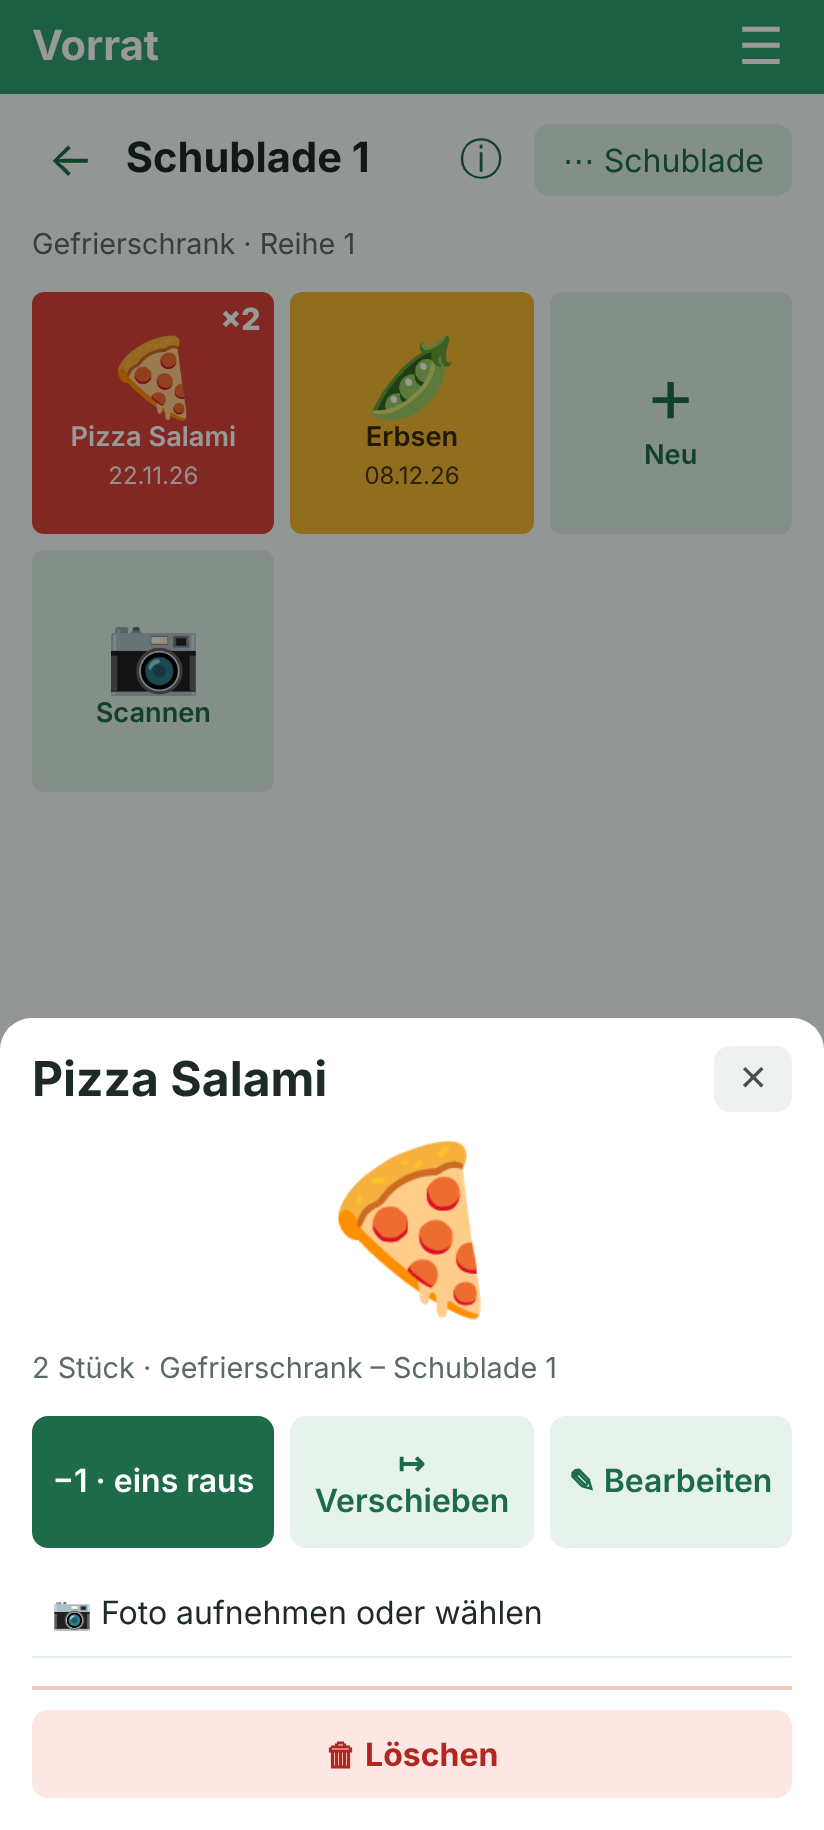 Vorrat
Schublade 1
ⓘ
··· Schublade
Gefrierschrank · Reihe 1
×2
Pizza Salami
22.11.26
Erbsen
08.12.26
+
Neu
Scannen
Pizza Salami
×
2 Stück · Gefrierschrank – Schublade 1
−1 · eins raus
↦
Verschieben
✎ Bearbeiten
📷 Foto aufnehmen oder wählen
🗑 Löschen